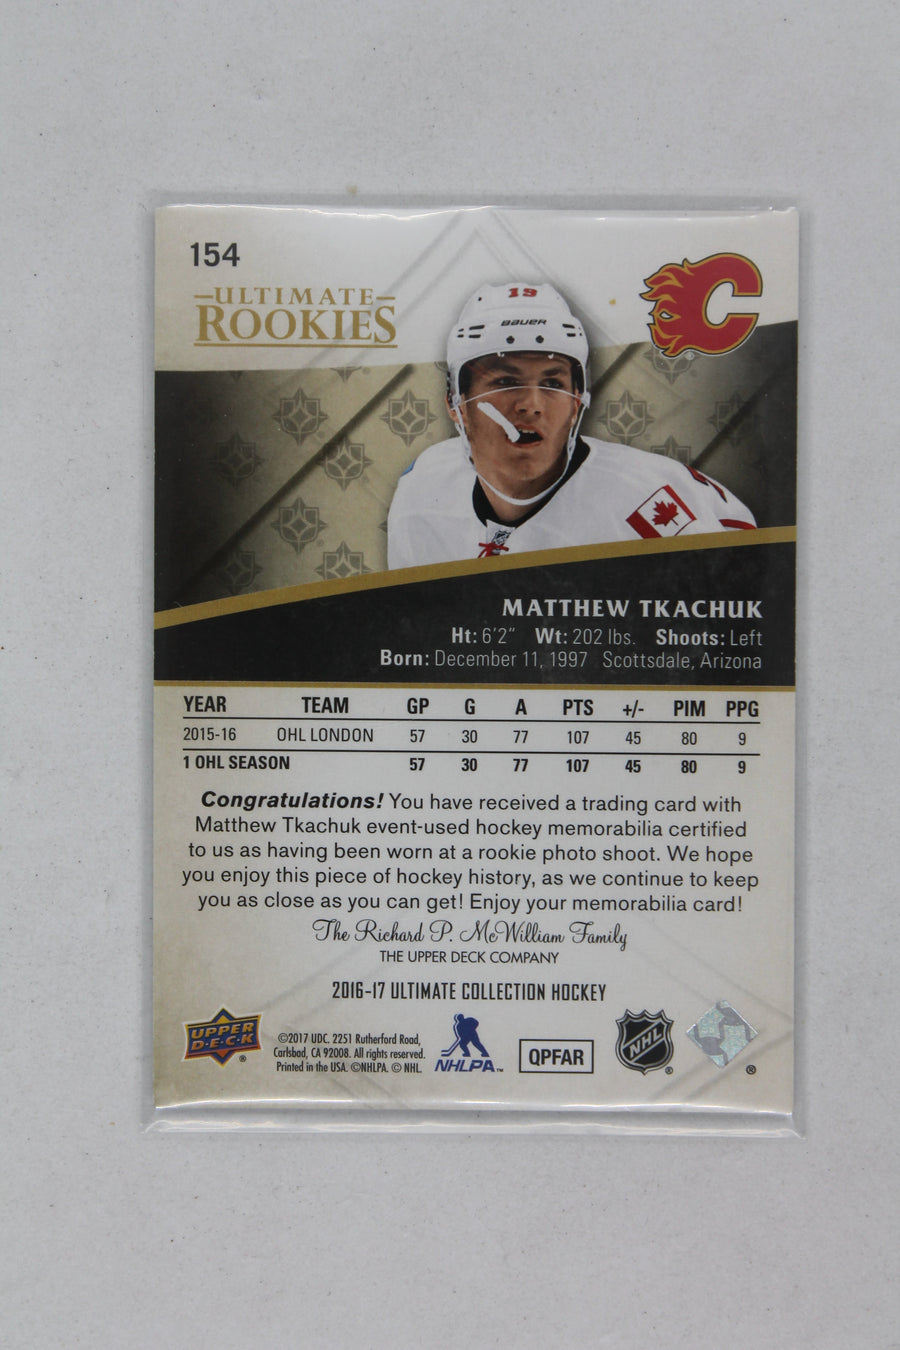 154
ULTIMATE
ROOKIES
19
BAUER
C
MATTHEW TKACHUK
Ht: 6'2" Wt: 202 lbs. Shoots: Left
Born: December 11, 1997 Scottsdale, Arizona
YEAR TEAM GP G A PTS +/- PIM PPG
2015-16 OHL LONDON 57 30 77 107 45 80 9
1 OHL SEASON 57 30 77 107 45 80 9
Congratulations! You have received a trading card with
Matthew Tkachuk event-used hockey memorabilia certified
to us as having been worn at a rookie photo shoot. We hope
you enjoy this piece of hockey history, as we continue to keep
you as close as you can get! Enjoy your memorabilia card!
The Richard P. McWilliam Family
THE UPPER DECK COMPANY
2016-17 ULTIMATE COLLECTION HOCKEY
UPPER
D·E·C·K ®
©2017 UDC. 2251 Rutherford Road,
Carlsbad, CA 92008. All rights reserved.
Printed in the USA. ©NHLPA. © NHL.
NHLPA™
QPFAR
NHL ®
®